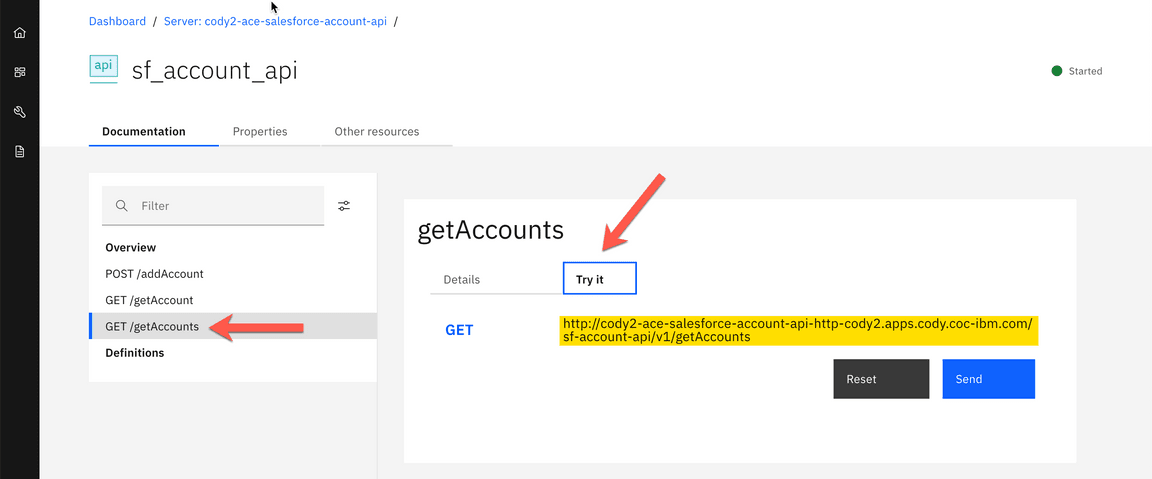 Dashboard / Server: cody2-ace-salesforce-account-api /
api
sf_account_api
Started
Documentation
Properties
Other resources
Filter
Overview
POST /addAccount
GET /getAccount
GET /getAccounts
Definitions
getAccounts
Details
Try it
GET
http://cody2-ace-salesforce-account-api-http-cody2.apps.cody.coc-ibm.com/
sf-account-api/v1/getAccounts
Reset
Send